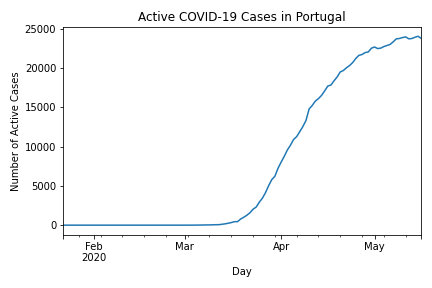 Active COVID-19 Cases in Portugal
25000
20000
15000
10000
5000
0
Number of Active Cases
Feb
2020
Mar
Apr
May
Day